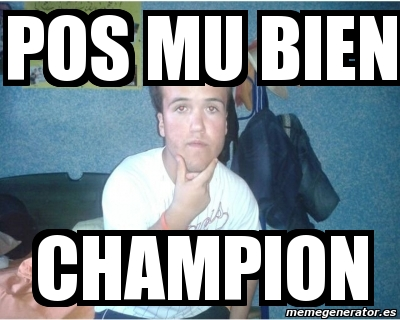 POS MU BIEN
CHAMPION
memegenerator.es